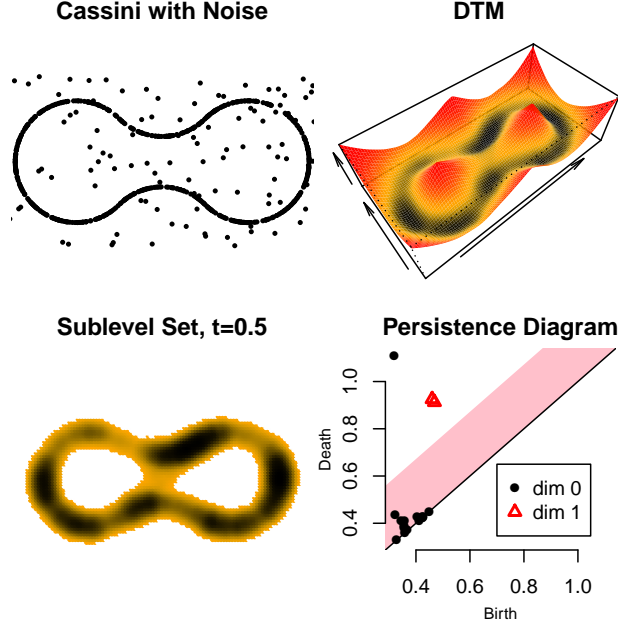 Cassini with Noise
DTM
Sublevel Set, t=0.5
Persistence Diagram
Death
1.0
0.8
0.6
0.4
dim 0
dim 1
0.4
0.6
0.8
1.0
Birth